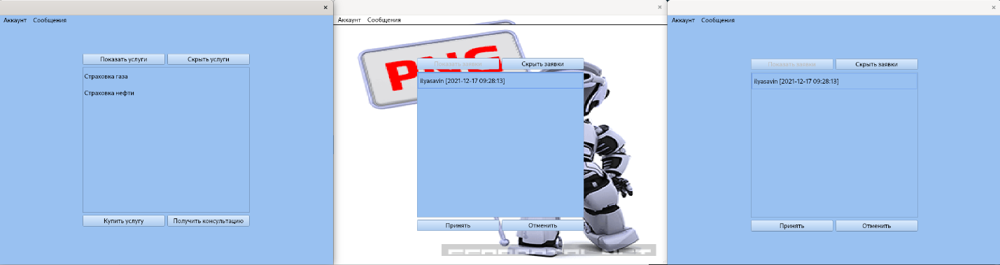 Аккаунт Сообщения
Показать услуги Скрыть услуги
Страховка газа
Страховка нефти
Купить услугу Получить консультацию
Аккаунт Сообщения
PNG
Показать заявки Скрыть заявки
ilyasavin [2021-12-17 09:28:13]
Принять Отменить
Аккаунт Сообщения
Показать заявки Скрыть заявки
ilyasavin [2021-12-17 09:28:13]
Принять Отменить